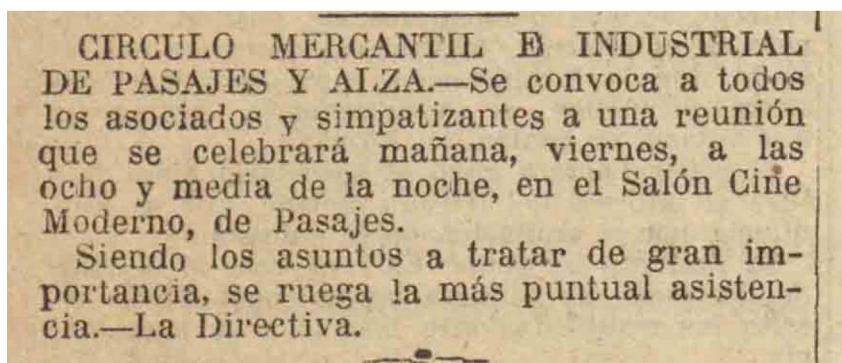 CIRCULO MERCANTIL E INDUSTRIAL
DE PASAJES Y ALZA.—Se convoca a todos
los asociados y simpatizantes a una reunión
que se celebrará mañana, viernes, a las
ocho y media de la noche, en el Salón Cine
Moderno, de Pasajes.
Siendo los asuntos a tratar de gran im-
portancia, se ruega la más puntual asisten-
cia.—La Directiva.